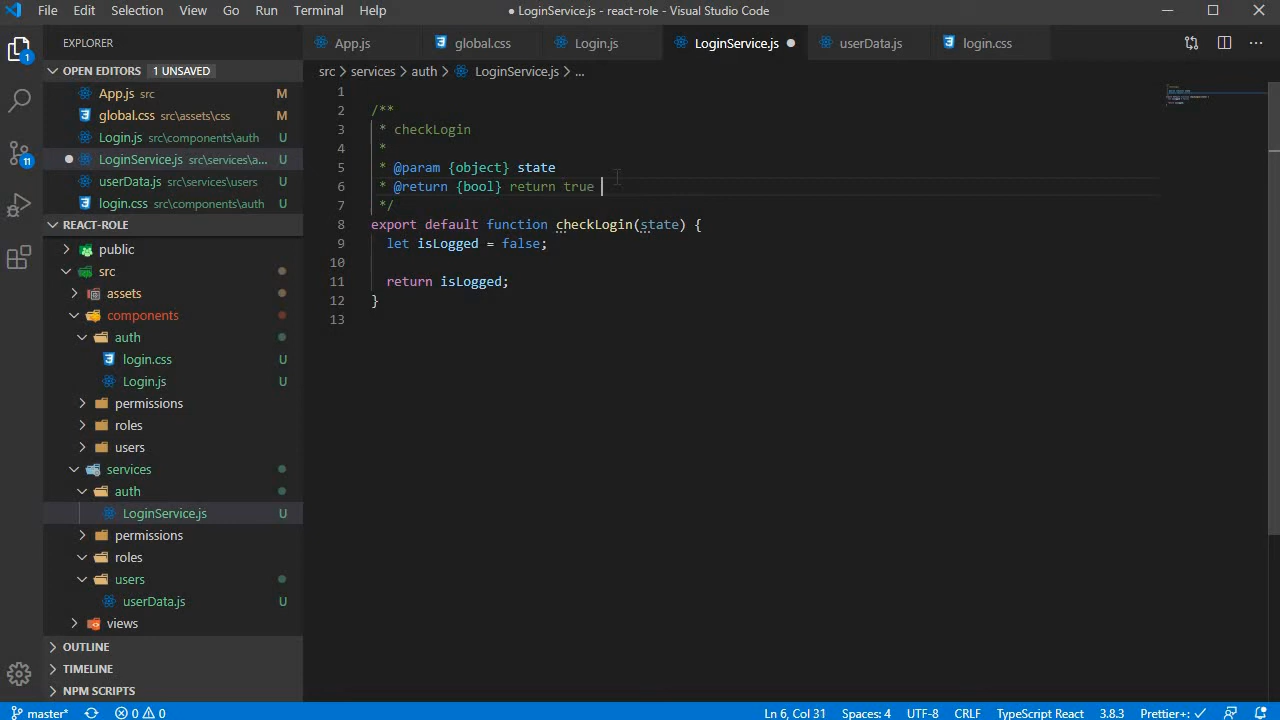 File Edit Selection View Go Run Terminal Help
● LoginService.js - react-role - Visual Studio Code
EXPLORER
App.js
global.css
Login.js
LoginService.js
userData.js
login.css
OPEN EDITORS 1 UNSAVED
src > services > auth > LoginService.js > ...
App.js src M
global.css src\assets\css M
Login.js src\components\auth U
LoginService.js src\services\a... U
userData.js src\services\users U
login.css src\components\auth U
REACT-ROLE
public
src
assets
components
auth
login.css U
Login.js U
permissions
roles
users
services
auth
LoginService.js U
permissions
roles
users
userData.js U
views
OUTLINE
TIMELINE
NPM SCRIPTS
1
11
1
2 /**
3 * checkLogin
4 *
5 * @param {object} state
6 * @return {bool} return true
7 */
8 export default function checkLogin(state) {
9 let isLogged = false;
10
11 return isLogged;
12 }
13
master* 0 0
Ln 6, Col 31 Spaces: 4 UTF-8 CRLF TypeScript React 3.8.3 Prettier+: ✓